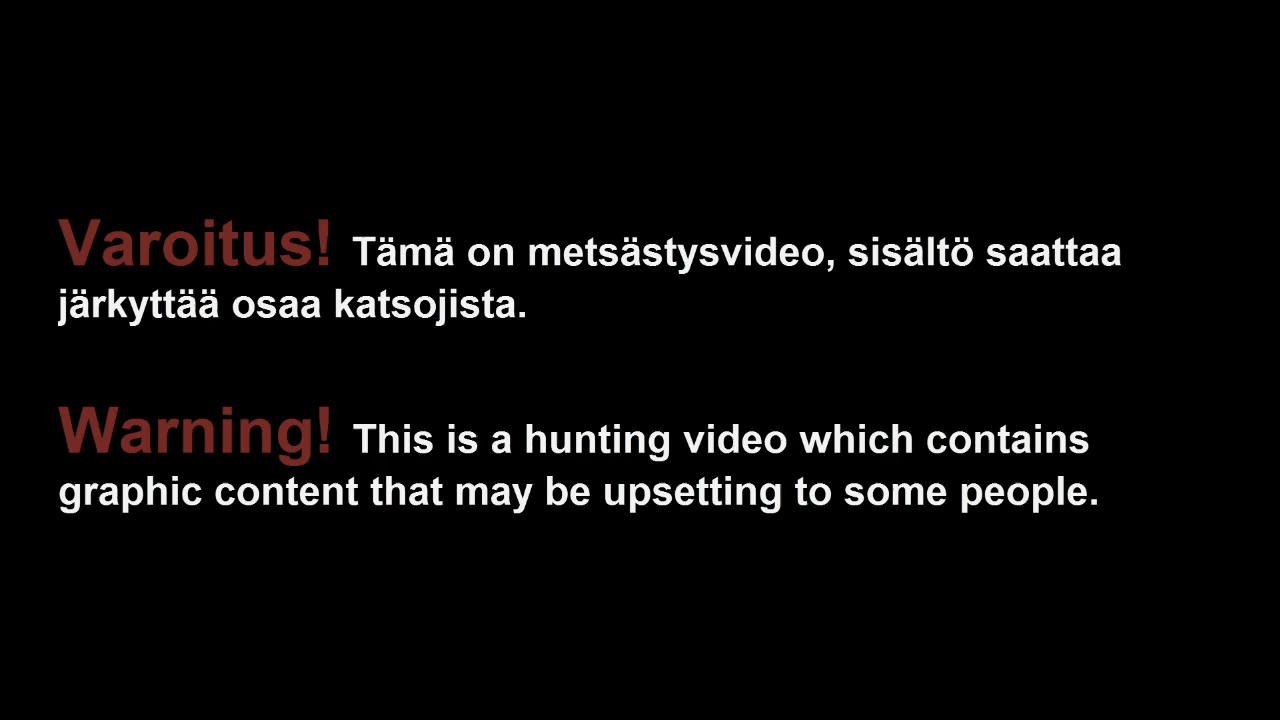 Varoitus! Tämä on metsästysvideo, sisältö saattaa
järkyttää osaa katsojista.
Warning! This is a hunting video which contains
graphic content that may be upsetting to some people.